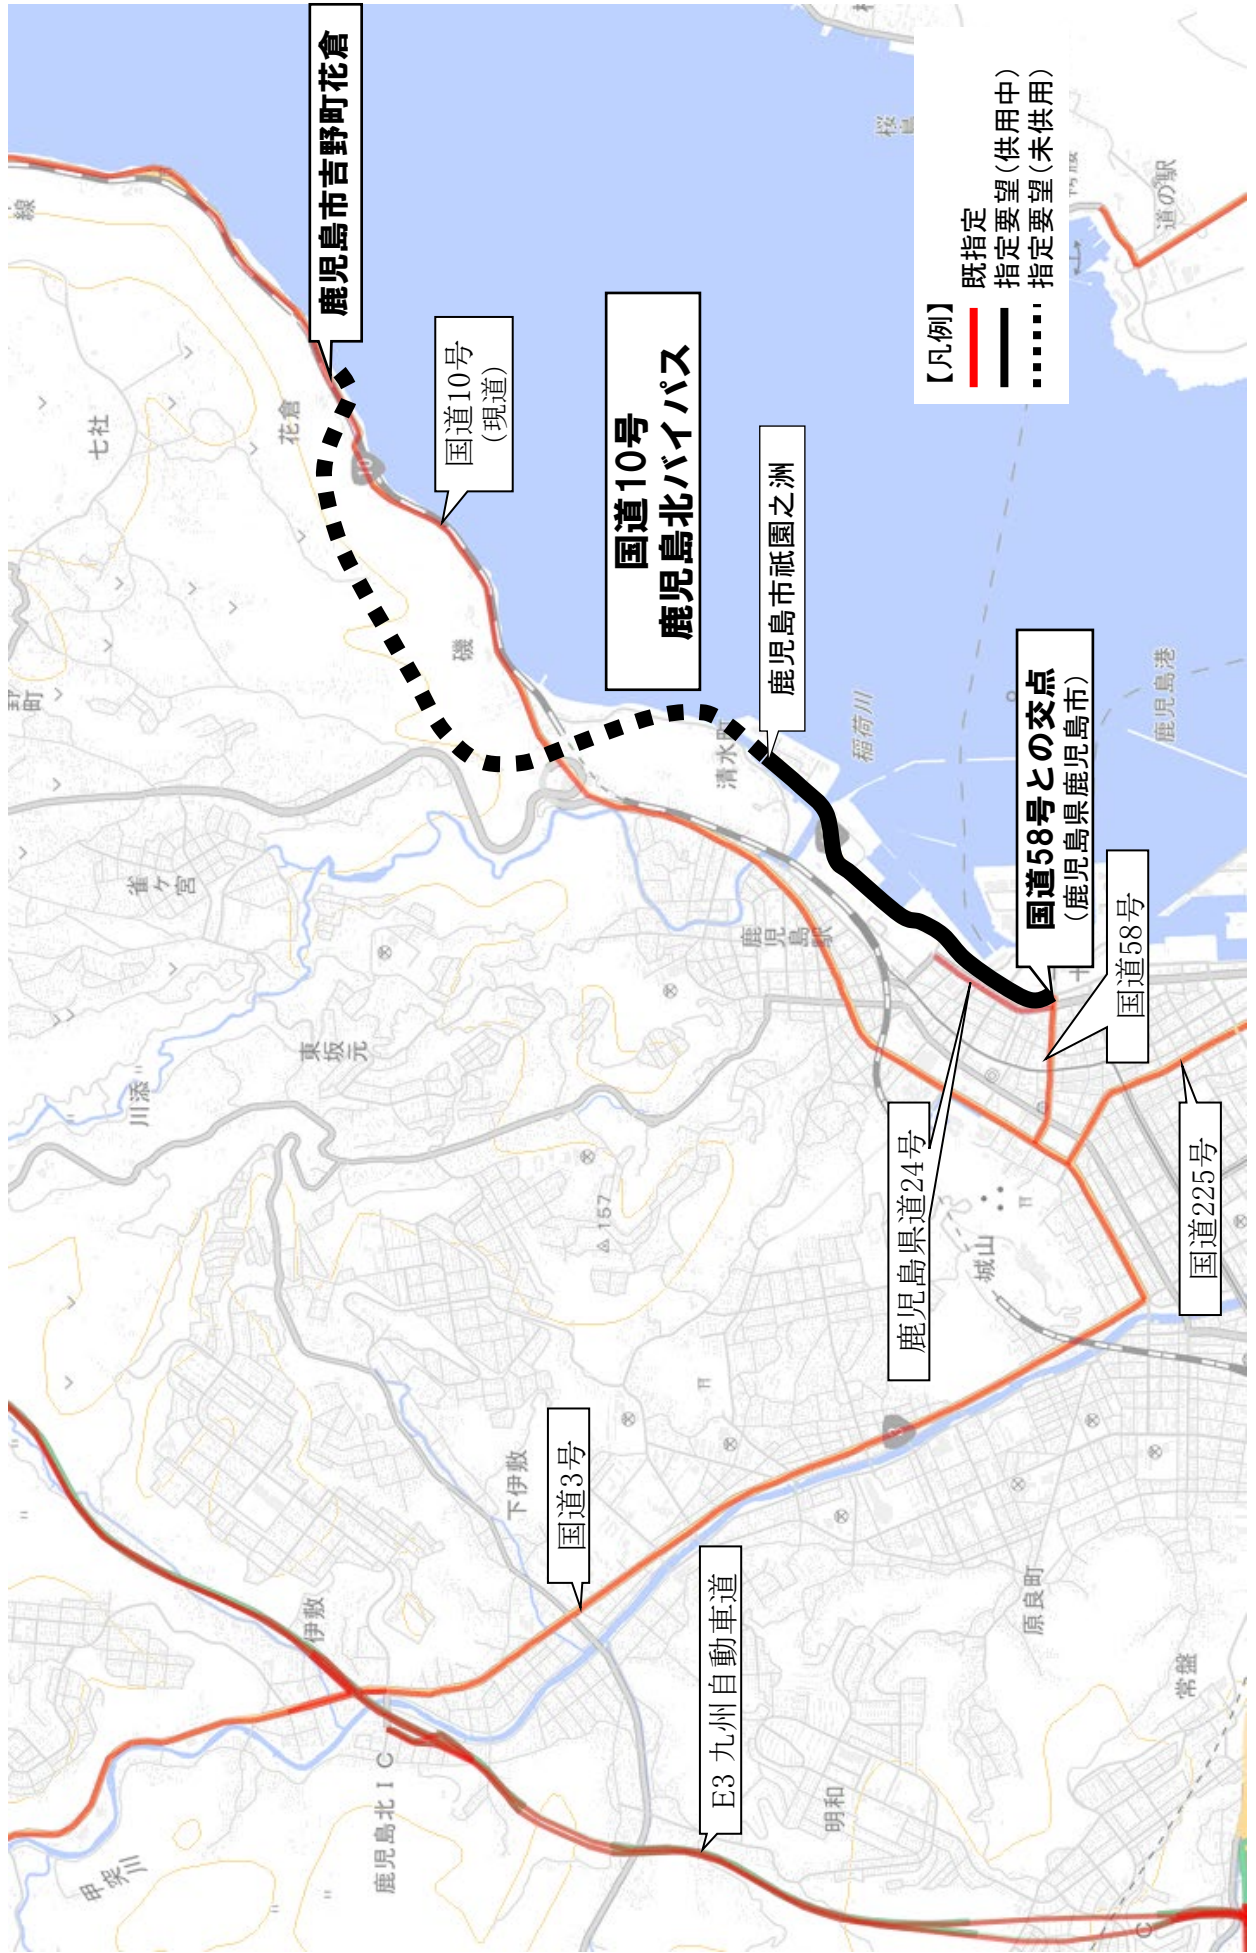 鹿児島市吉野町花倉
国道10号
（現道）
国道10号
鹿児島北バイパス
鹿児島市祇園之洲
国道58号との交点
（鹿児島県鹿児島市）
国道58号
鹿児島県道24号
国道225号
国道3号
E3 九州自動車道
【凡例】
既指定
指定要望(供用中)
指定要望(未供用)
線
七社
花倉
10
磯
野町
雀ヶ宮
清水町
稲荷川
鹿児島港
道の駅
鹿児島駅
東坂元
川添
157
城山
3
下伊敷
伊敷
原良町
常盤
明和
鹿児島北IC
甲突川